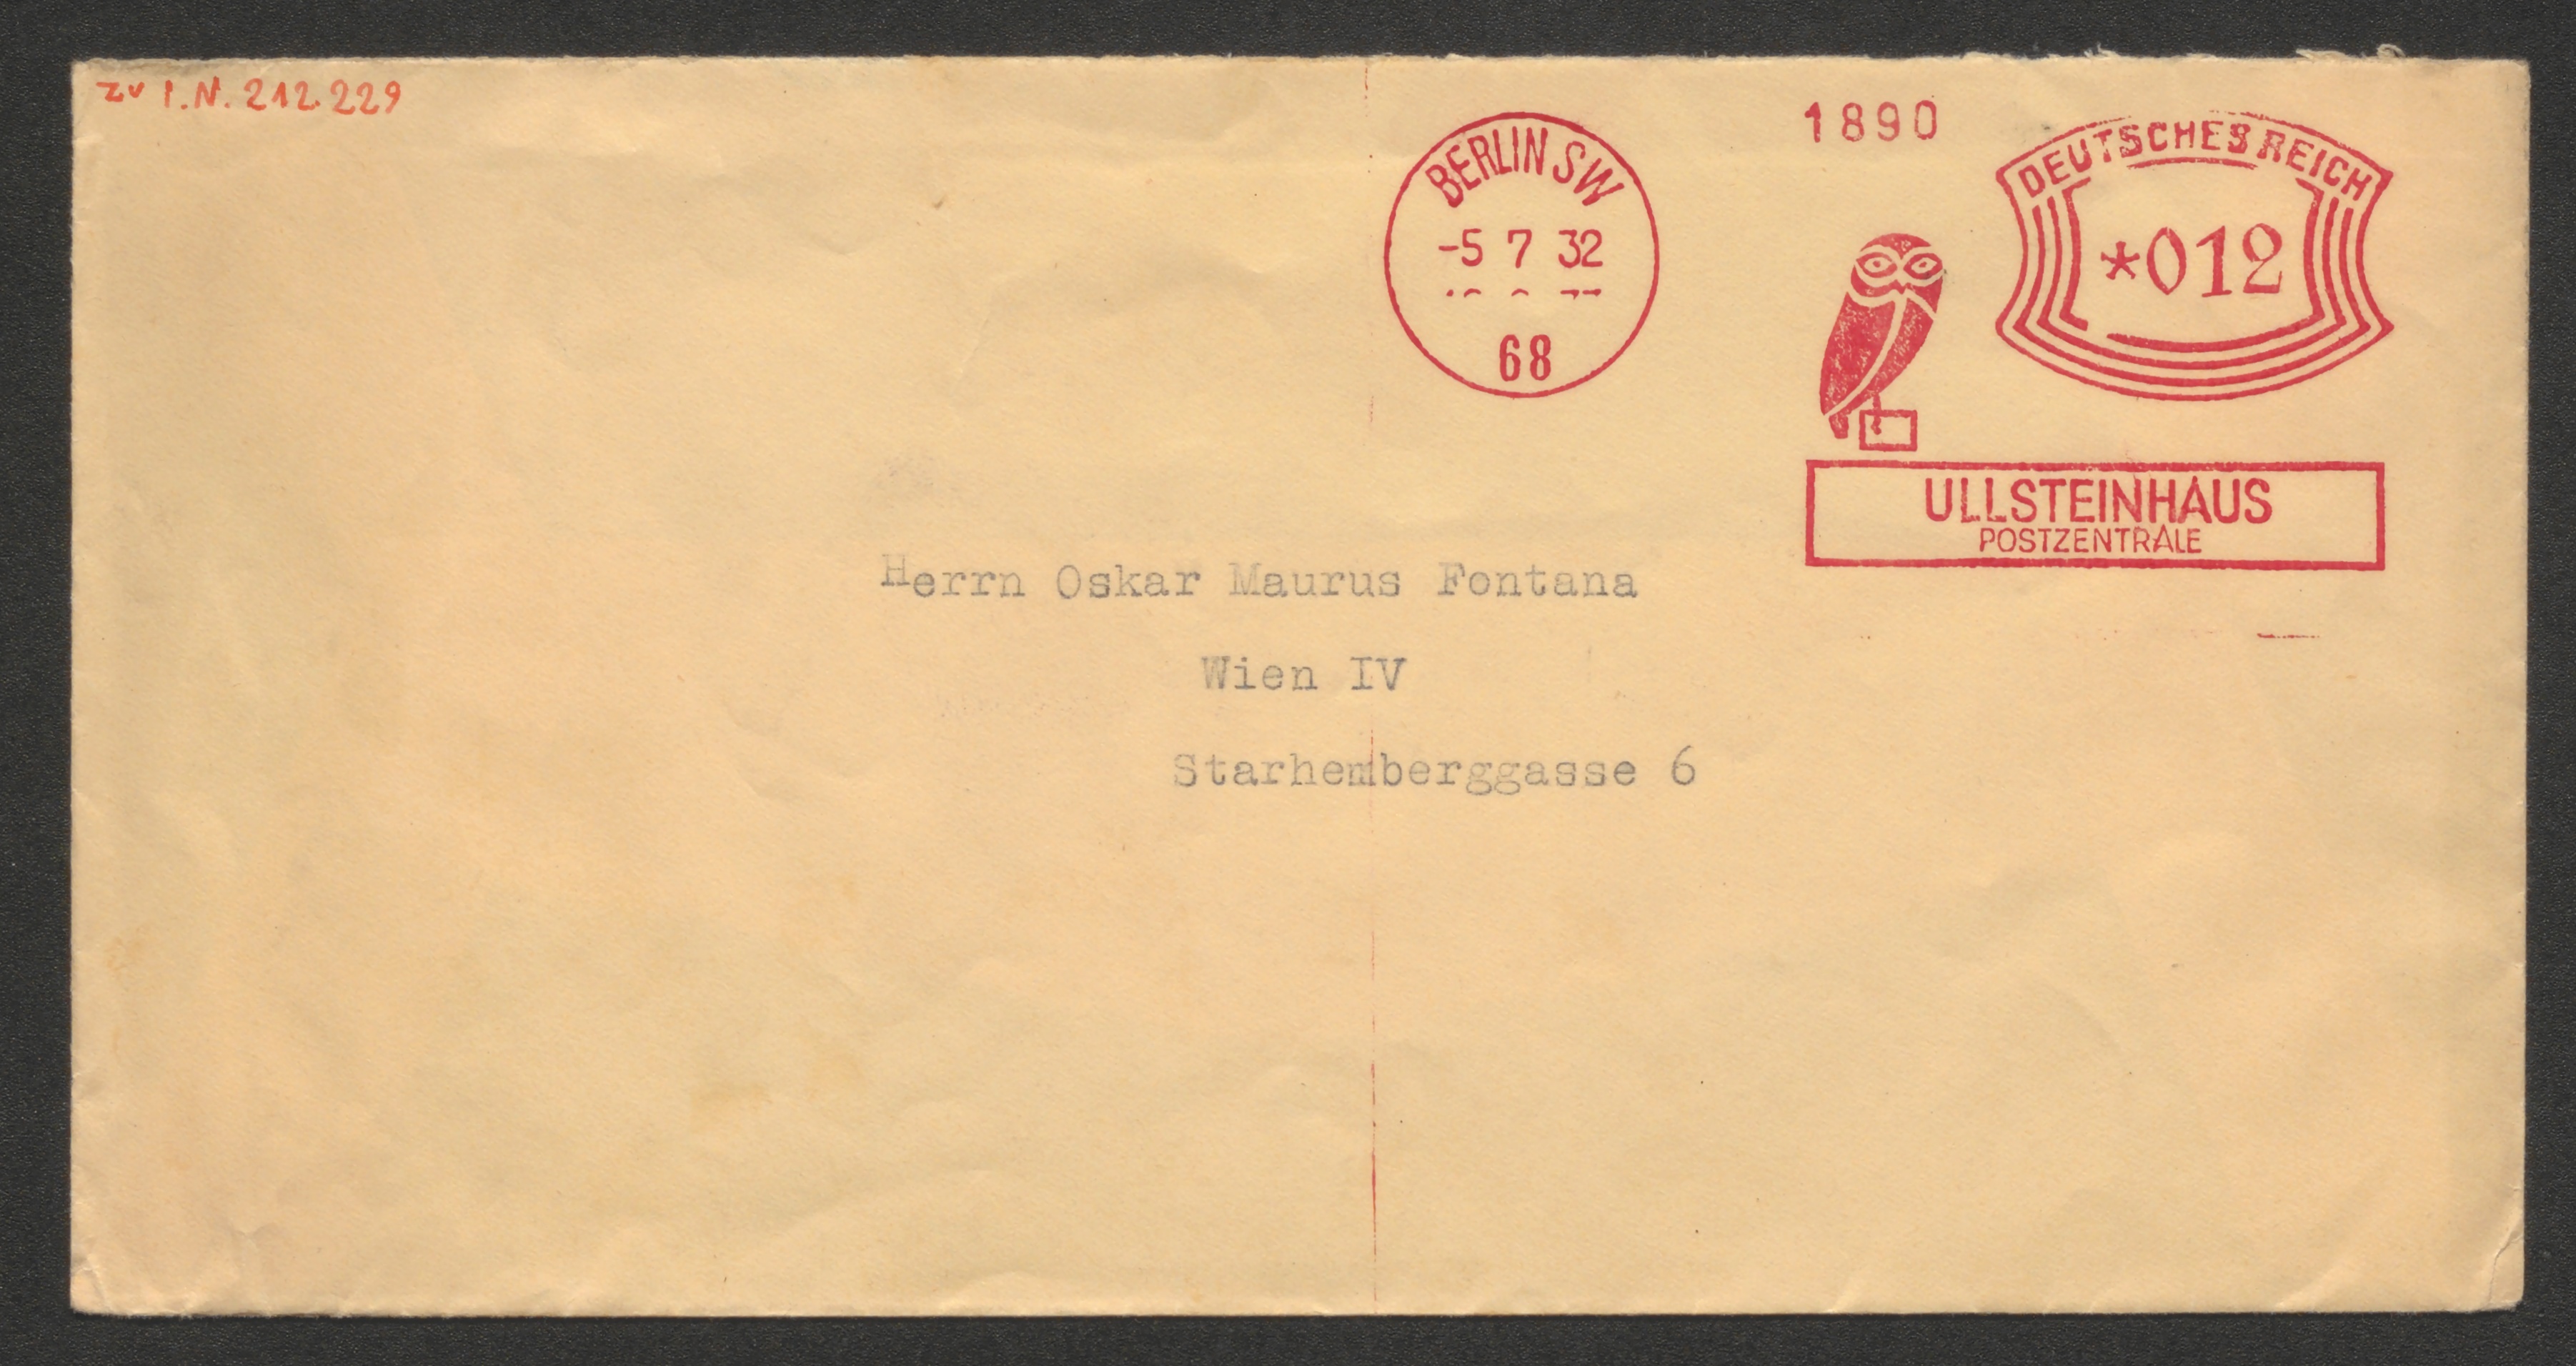 zu I.N. 212.229
BERLIN SW
-5 7 32
68
1890
DEUTSCHES REICH
*012
ULLSTEINHAUS
POSTZENTRALE
Herrn Oskar Maurus Fontana
Wien IV
Starhemberggasse 6